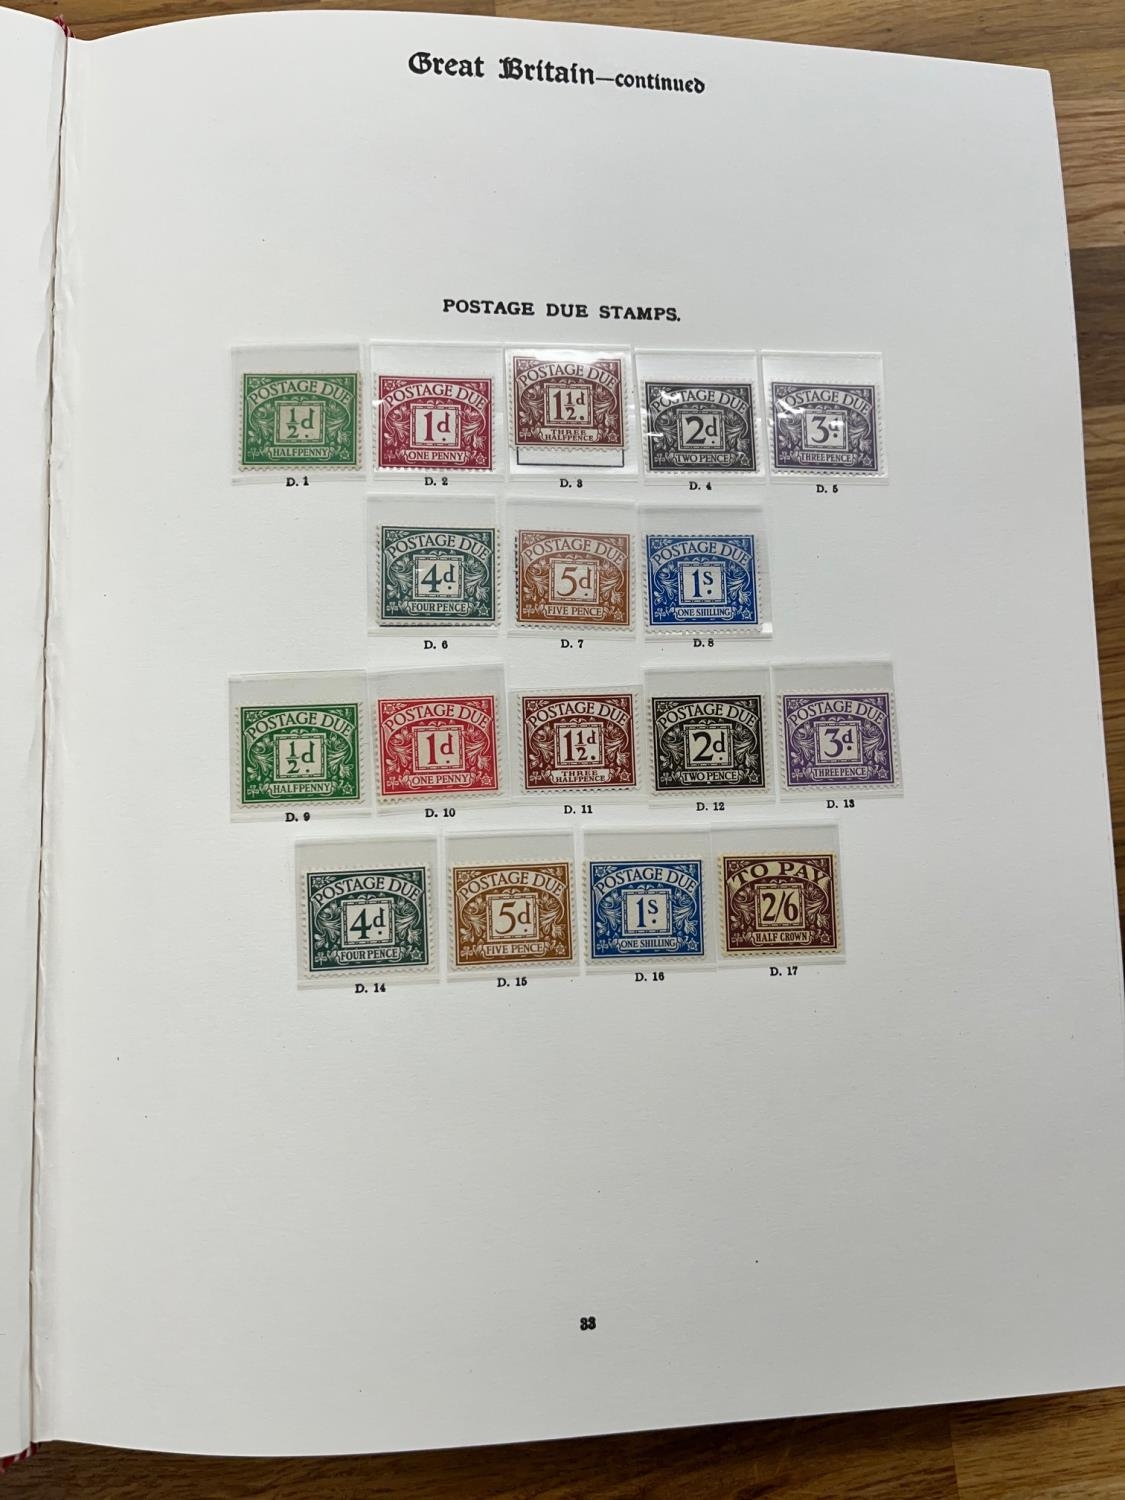 Great Britain—continued
POSTAGE DUE STAMPS.
POSTAGE DUE
½d
HALFPENNY
D. 1
POSTAGE DUE
1d.
ONE PENNY
D. 2
POSTAGE DUE
1½d.
THREE
HALFPENCE
D. 3
POSTAGE DUE
2d.
TWO PENCE
D. 4
POSTAGE DUE
3d.
THREE PENCE
D. 5
POSTAGE DUE
4d.
FOUR PENCE
D. 6
POSTAGE DUE
5d.
FIVE PENCE
D. 7
POSTAGE DUE
1s.
ONE SHILLING
D. 8
POSTAGE DUE
½d
HALFPENNY
D. 9
POSTAGE DUE
1d.
ONE PENNY
D. 10
POSTAGE DUE
1½d.
THREE
HALFPENCE
D. 11
POSTAGE DUE
2d.
TWO PENCE
D. 12
POSTAGE DUE
3d.
THREE PENCE
D. 13
POSTAGE DUE
4d.
FOUR PENCE
D. 14
POSTAGE DUE
5d.
FIVE PENCE
D. 15
POSTAGE DUE
1s.
ONE SHILLING
D. 16
TO PAY
2/6
HALF CROWN
D. 17
33